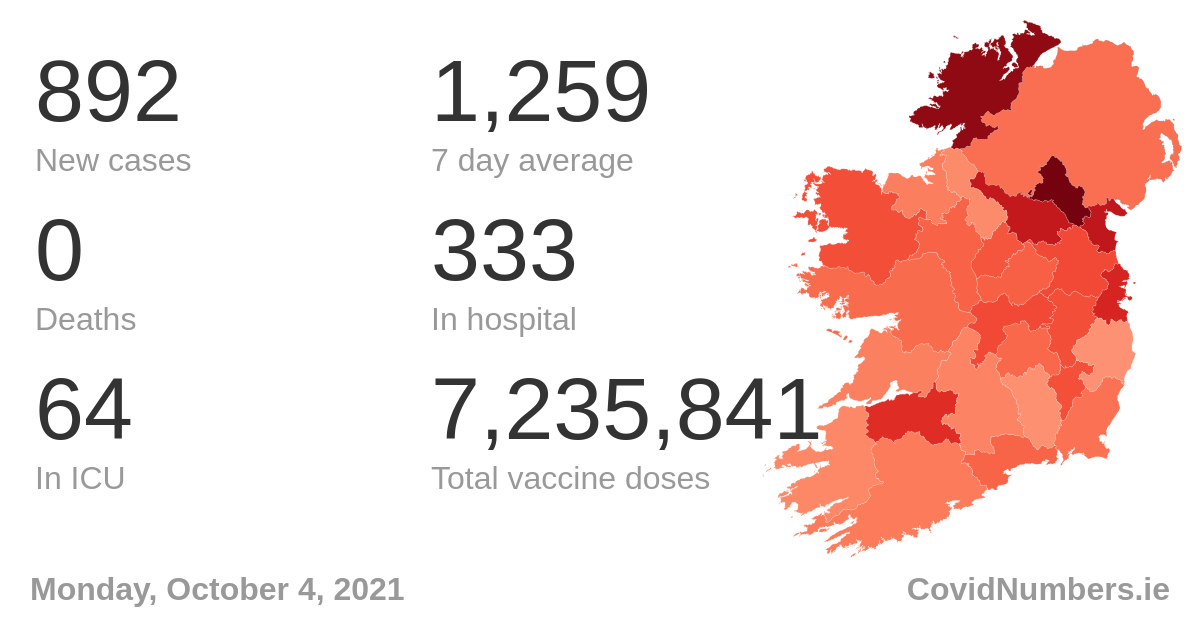 892
New cases
1,259
7 day average
0
Deaths
333
In hospital
64
In ICU
7,235,841
Total vaccine doses
Monday, October 4, 2021
CovidNumbers.ie